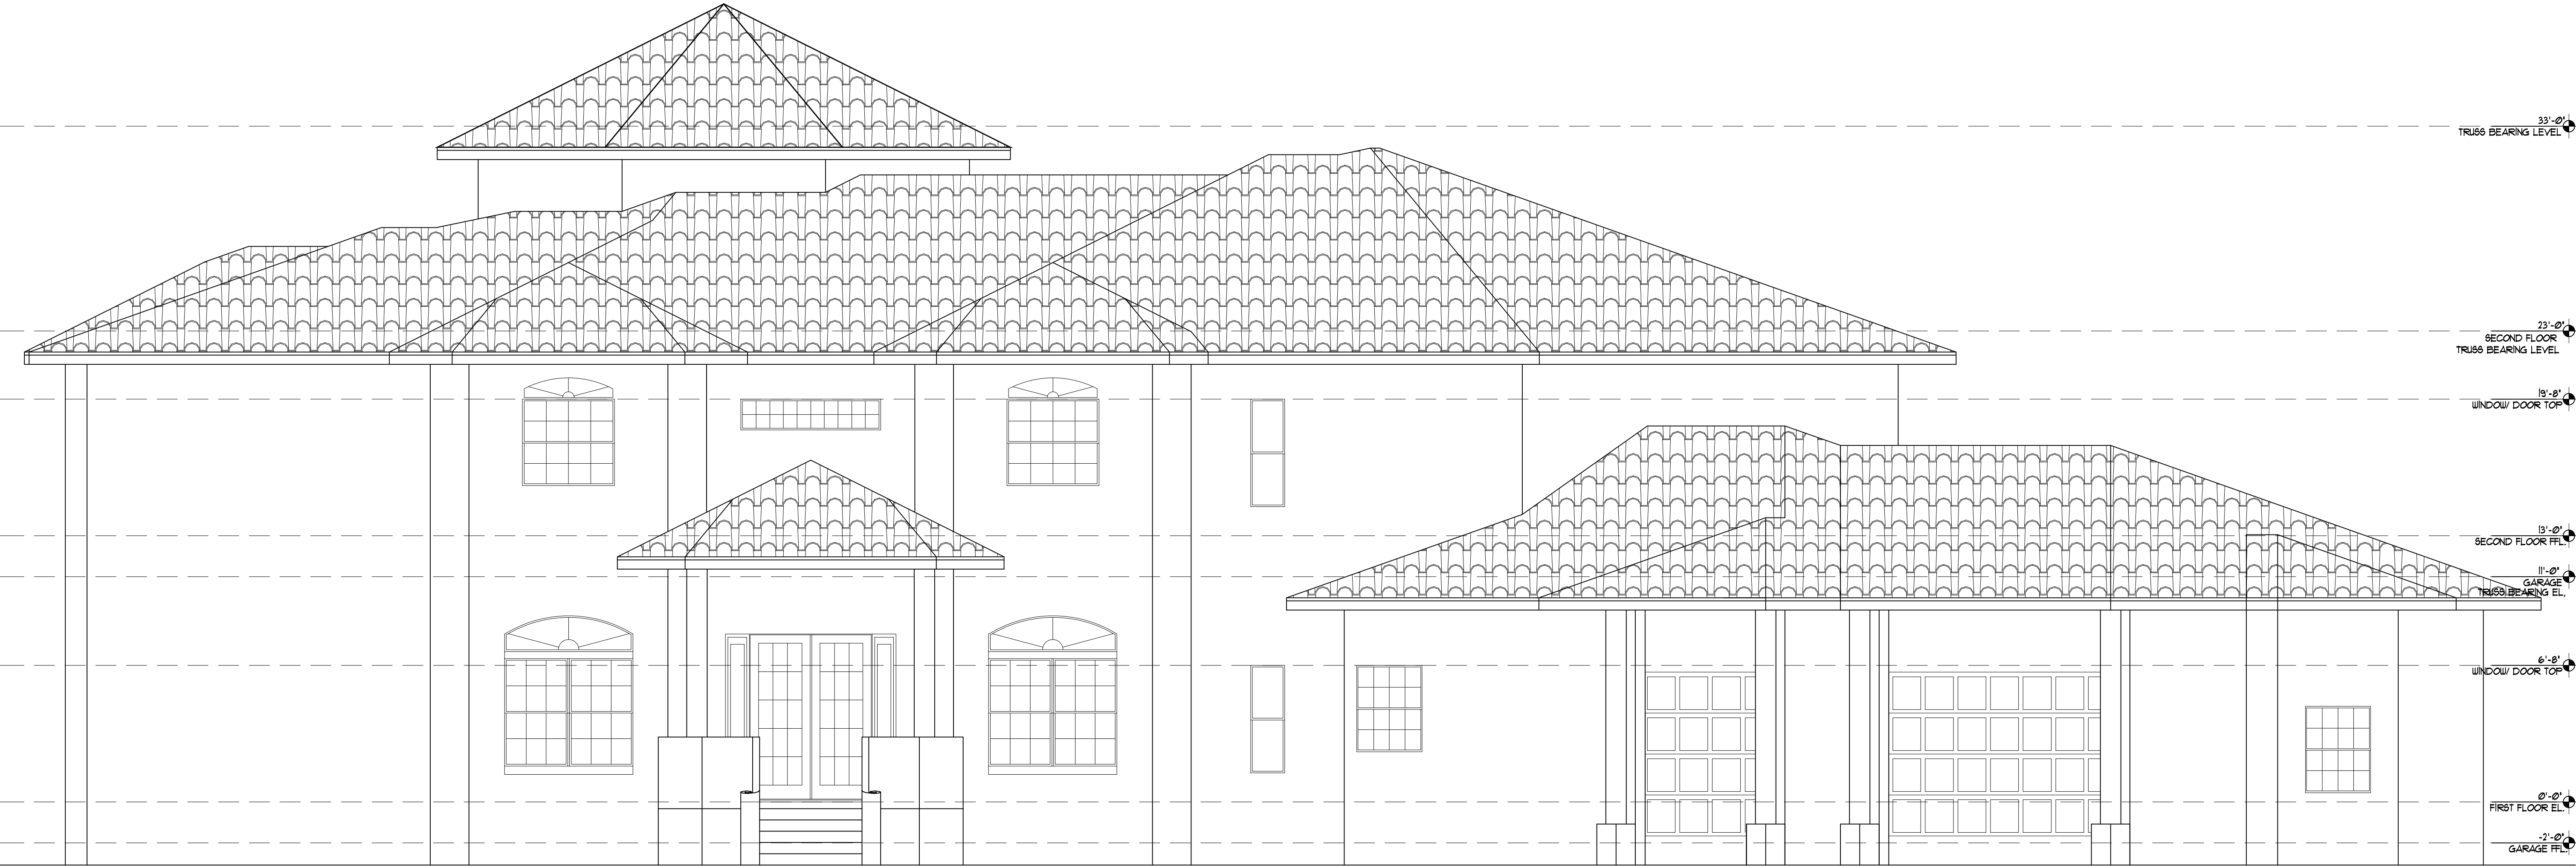 33'-0"
TRUSS BEARING LEVEL
23'-0"
SECOND FLOOR
TRUSS BEARING LEVEL
19'-8"
WINDOW/ DOOR TOP
13'-0"
SECOND FLOOR FFL.
11'-0"
GARAGE
TRUSS BEARING EL,
6'-8"
WINDOW/ DOOR TOP
0'-0"
FIRST FLOOR EL.
-2'-0"
GARAGE FFL.